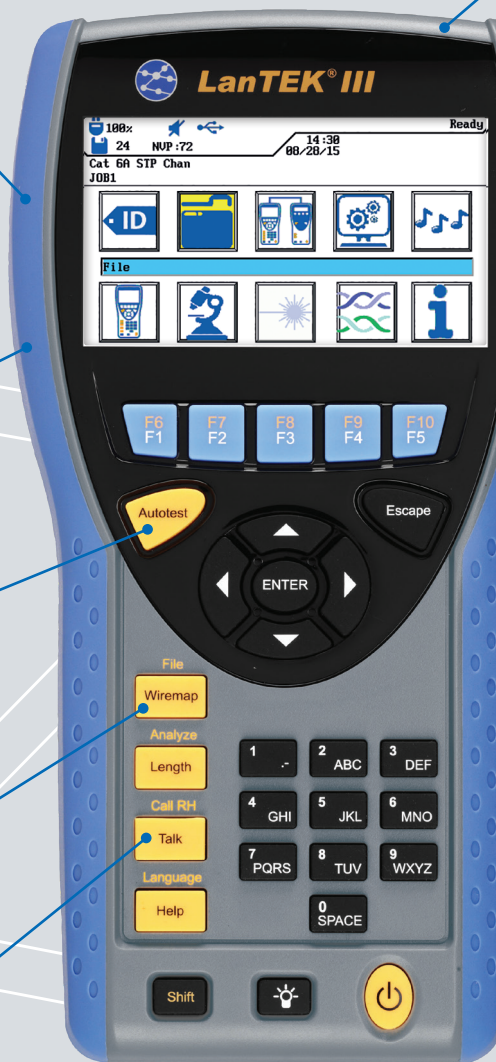 LanTEK® III
100%
Ready
24 NVP:72
14:30
08/28/15
Cat 6A STP Chan
JOB1
ID
File
i
F6 F7 F8 F9 F10
F1 F2 F3 F4 F5
Autotest
Escape
ENTER
File
Wiremap
Analyze
Length
Call RH
Talk
Language
Help
1 .-
2 ABC
3 DEF
4 GHI
5 JKL
6 MNO
7 PQRS
8 TUV
9 WXYZ
0 SPACE
Shift